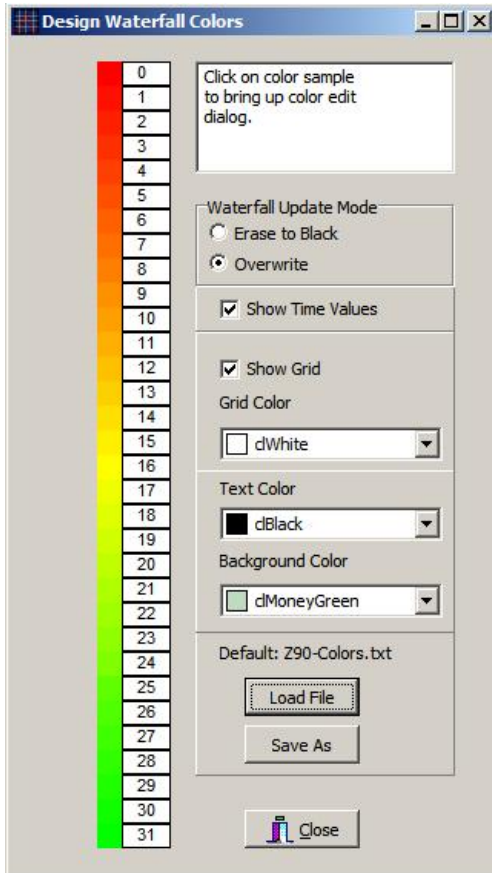 Design Waterfall Colors
0
1
2
3
4
5
6
7
8
9
10
11
12
13
14
15
16
17
18
19
20
21
22
23
24
25
26
27
28
29
30
31
Click on color sample
to bring up color edit
dialog.
Waterfall Update Mode
Erase to Black
Overwrite
Show Time Values
Show Grid
Grid Color
clWhite
Text Color
clBlack
Background Color
clMoneyGreen
Default: Z90-Colors.txt
Load File
Save As
Close